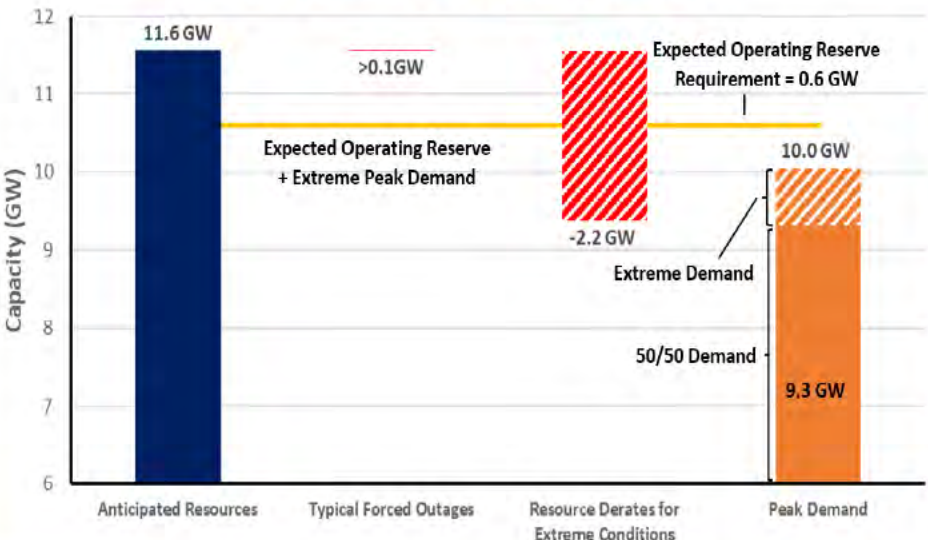 12
11
10
9
8
7
6
Capacity (GW)
11.6 GW
>0.1GW
Expected Operating Reserve
Requirement = 0.6 GW
Expected Operating Reserve
+ Extreme Peak Demand
-2.2 GW
10.0 GW
Extreme Demand
50/50 Demand
9.3 GW
Anticipated Resources
Typical Forced Outages
Resource Derates for
Extreme Conditions
Peak Demand